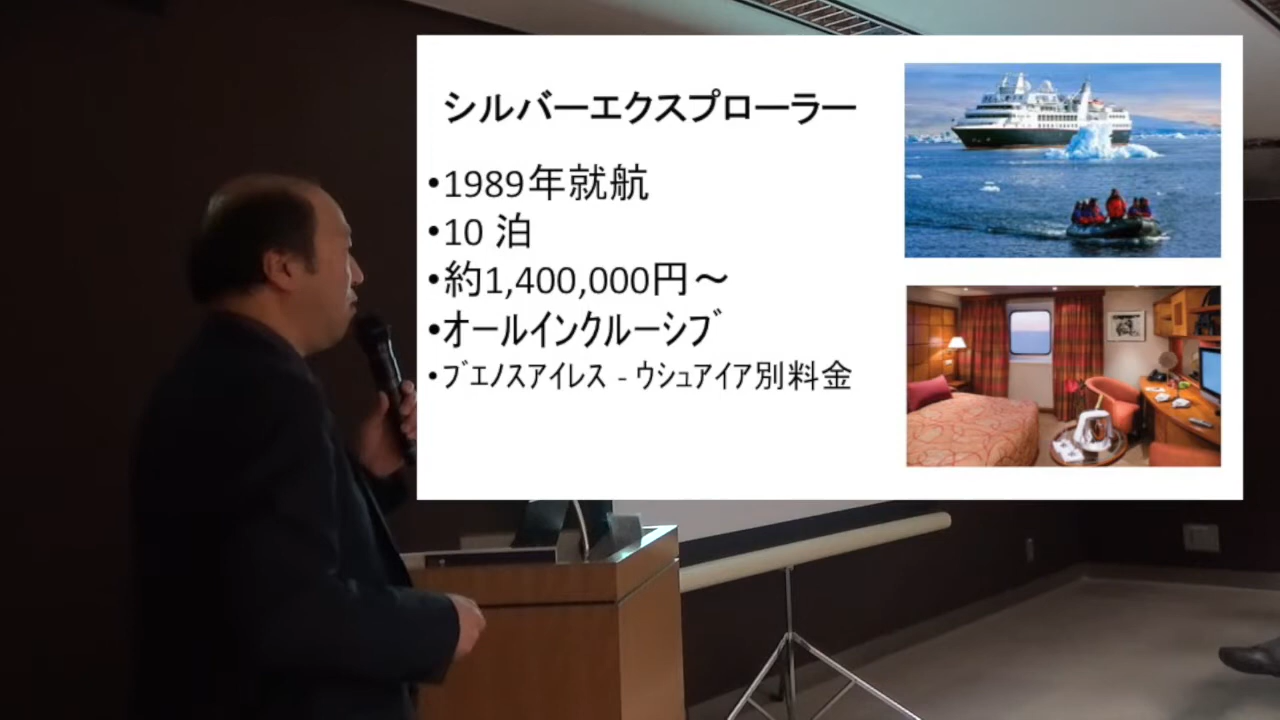 シルバーエクスプローラー
•1989年就航
•10 泊
•約1,400,000円～
•オールインクルーシブ
•ﾌﾞｴﾉｽｱｲﾚｽ - ｳｼｭｱｲｱ別料金